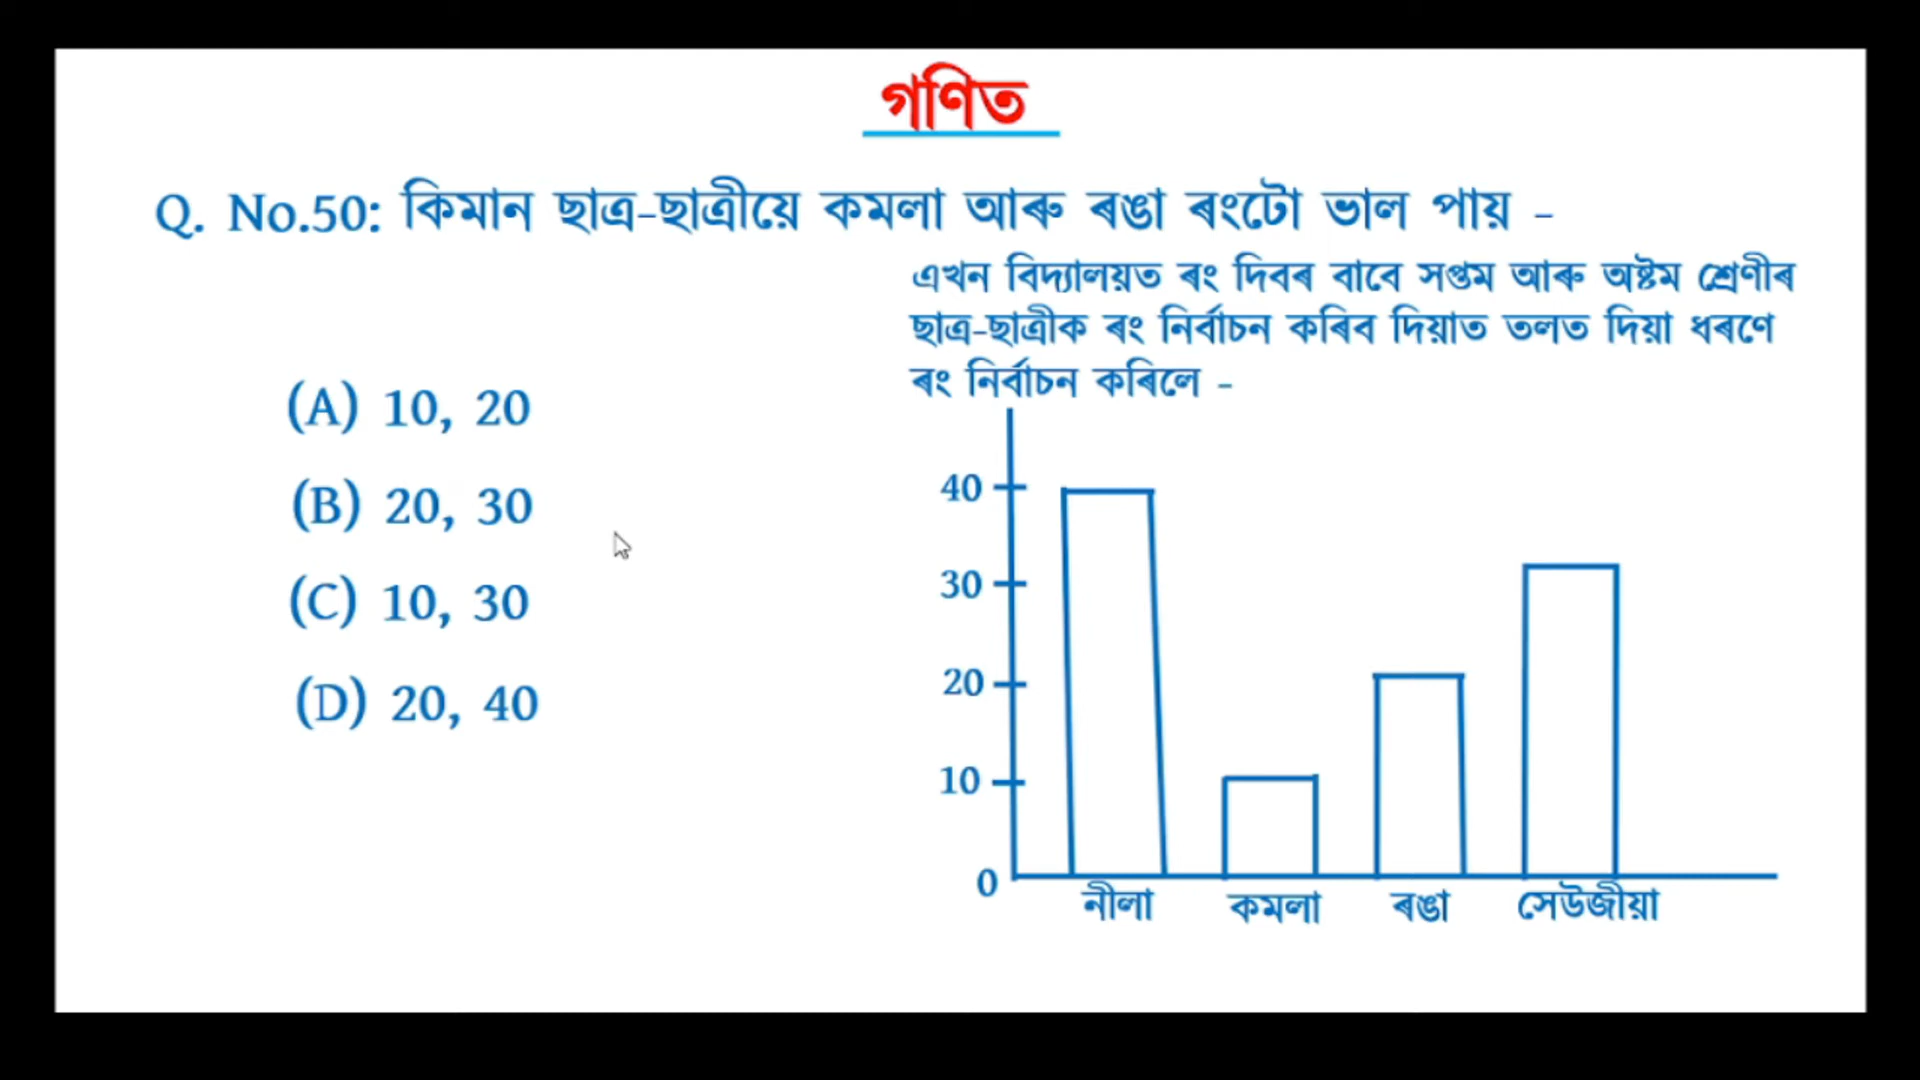 গণিত
Q. No.50: কিমান ছাত্ৰ-ছাত্ৰীয়ে কমলা আৰু ৰঙা ৰংটো ভাল পায় -
এখন বিদ্যালয়ত ৰং দিবৰ বাবে সপ্তম আৰু অষ্টম শ্ৰেণীৰ
ছাত্ৰ-ছাত্ৰীক ৰং নিৰ্বাচন কৰিব দিয়াত তলত দিয়া ধৰণে
ৰং নিৰ্বাচন কৰিলে -
(A) 10, 20
(B) 20, 30
(C) 10, 30
(D) 20, 40
40
30
20
10
0
নীলা কমলা ৰঙা সেউজীয়া